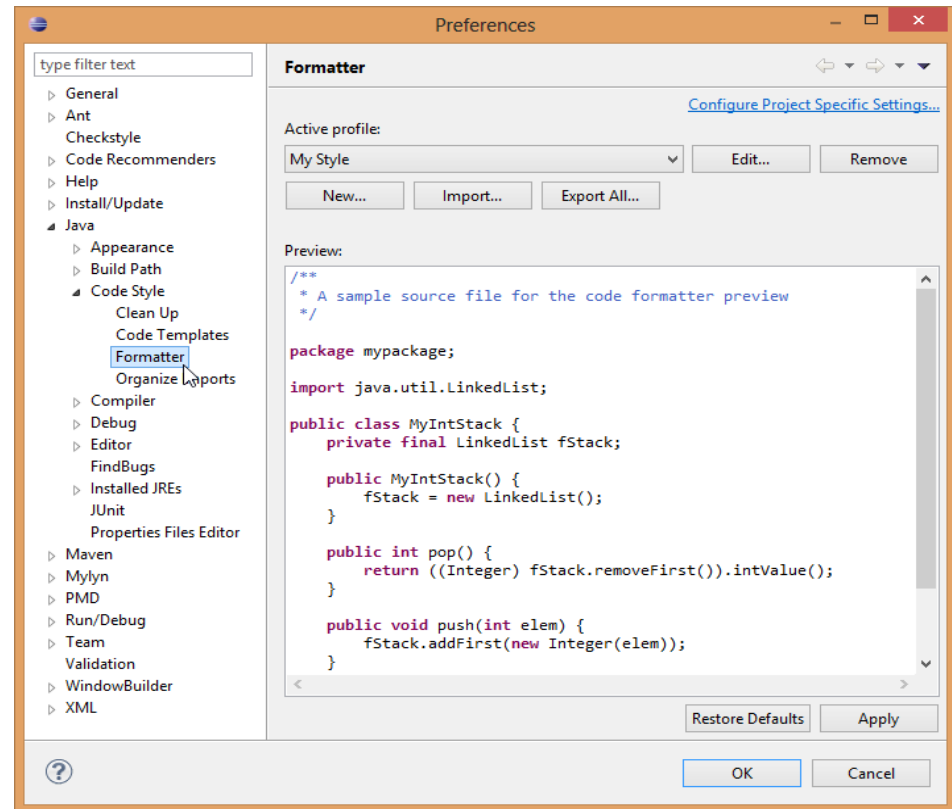 Preferences
type filter text
General
Ant
Checkstyle
Code Recommenders
Help
Install/Update
Java
Appearance
Build Path
Code Style
Clean Up
Code Templates
Formatter
Organize Imports
Compiler
Debug
Editor
FindBugs
Installed JREs
JUnit
Properties Files Editor
Maven
Mylyn
PMD
Run/Debug
Team
Validation
WindowBuilder
XML
Formatter
Configure Project Specific Settings...
Active profile:
My Style
Edit...
Remove
New...
Import...
Export All...
Preview:
/**
 * A sample source file for the code formatter preview
 */
package mypackage;
import java.util.LinkedList;
public class MyIntStack {
    private final LinkedList fStack;
    public MyIntStack() {
        fStack = new LinkedList();
    }
    public int pop() {
        return ((Integer) fStack.removeFirst()).intValue();
    }
    public void push(int elem) {
        fStack.addFirst(new Integer(elem));
    }
Restore Defaults
Apply
?
OK
Cancel